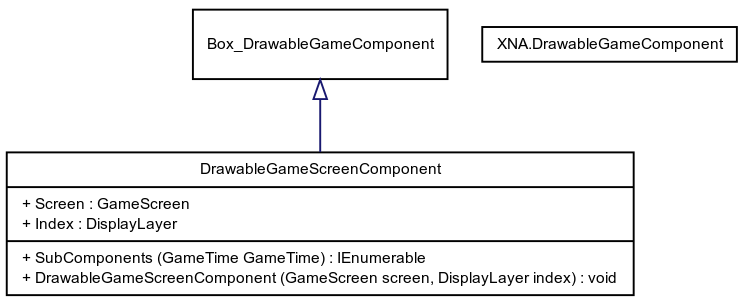 Box_DrawableGameComponent
XNA.DrawableGameComponent
DrawableGameScreenComponent
+ Screen : GameScreen
+ Index : DisplayLayer
+ SubComponents (GameTime GameTime) : IEnumerable
+ DrawableGameScreenComponent (GameScreen screen, DisplayLayer index) : void